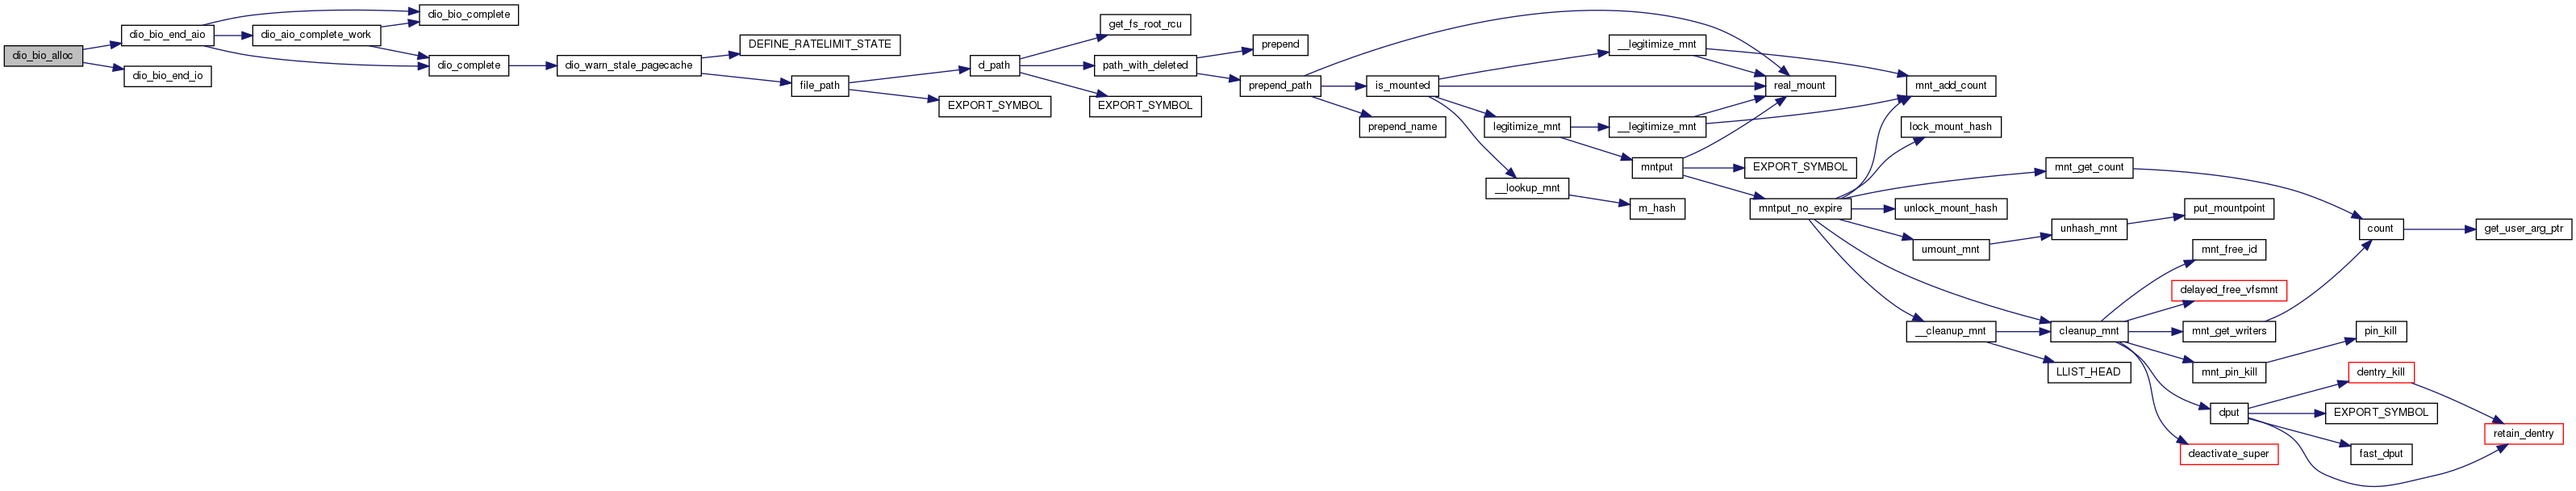 dio_bio_alloc
dio_bio_end_aio
dio_bio_end_io
dio_aio_complete_work
dio_bio_complete
dio_complete
dio_warn_stale_pagecache
DEFINE_RATELIMIT_STATE
file_path
d_path
EXPORT_SYMBOL
get_fs_root_rcu
path_with_deleted
EXPORT_SYMBOL
prepend
prepend_path
is_mounted
prepend_name
__legitimize_mnt
legitimize_mnt
__lookup_mnt
__legitimize_mnt
mntput
m_hash
real_mount
EXPORT_SYMBOL
mntput_no_expire
mnt_add_count
lock_mount_hash
unlock_mount_hash
umount_mnt
__cleanup_mnt
mnt_get_count
unhash_mnt
cleanup_mnt
LLIST_HEAD
put_mountpoint
mnt_free_id
delayed_free_vfsmnt
mnt_get_writers
mnt_pin_kill
dput
deactivate_super
count
pin_kill
dentry_kill
EXPORT_SYMBOL
fast_dput
get_user_arg_ptr
retain_dentry